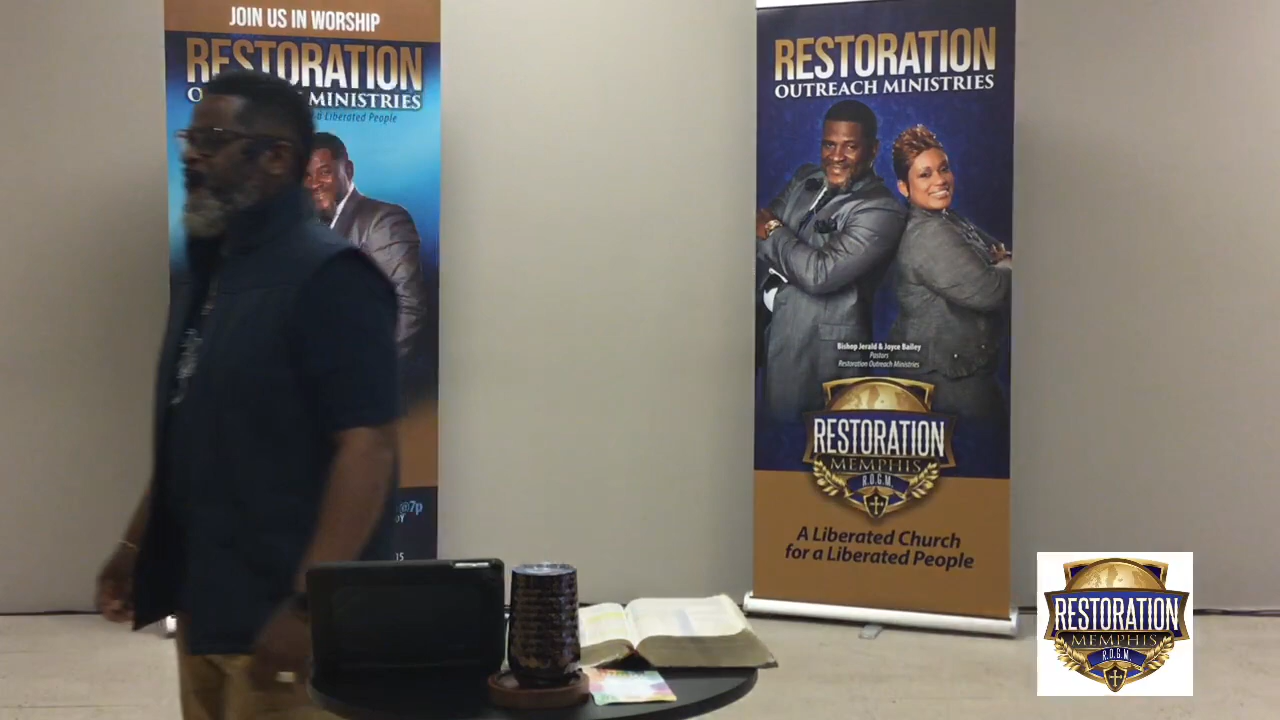 JOIN US IN WORSHIP
RESTORATION
MINISTRIES
a Liberated People
@7p
RESTORATION
OUTREACH MINISTRIES
Bishop Jerald & Joyce Bailey
Pastors
Restoration Outreach Ministries
RESTORATION
MEMPHIS
R.O.G.M.
A Liberated Church
for a Liberated People
RESTORATION
MEMPHIS
R.O.G.M.